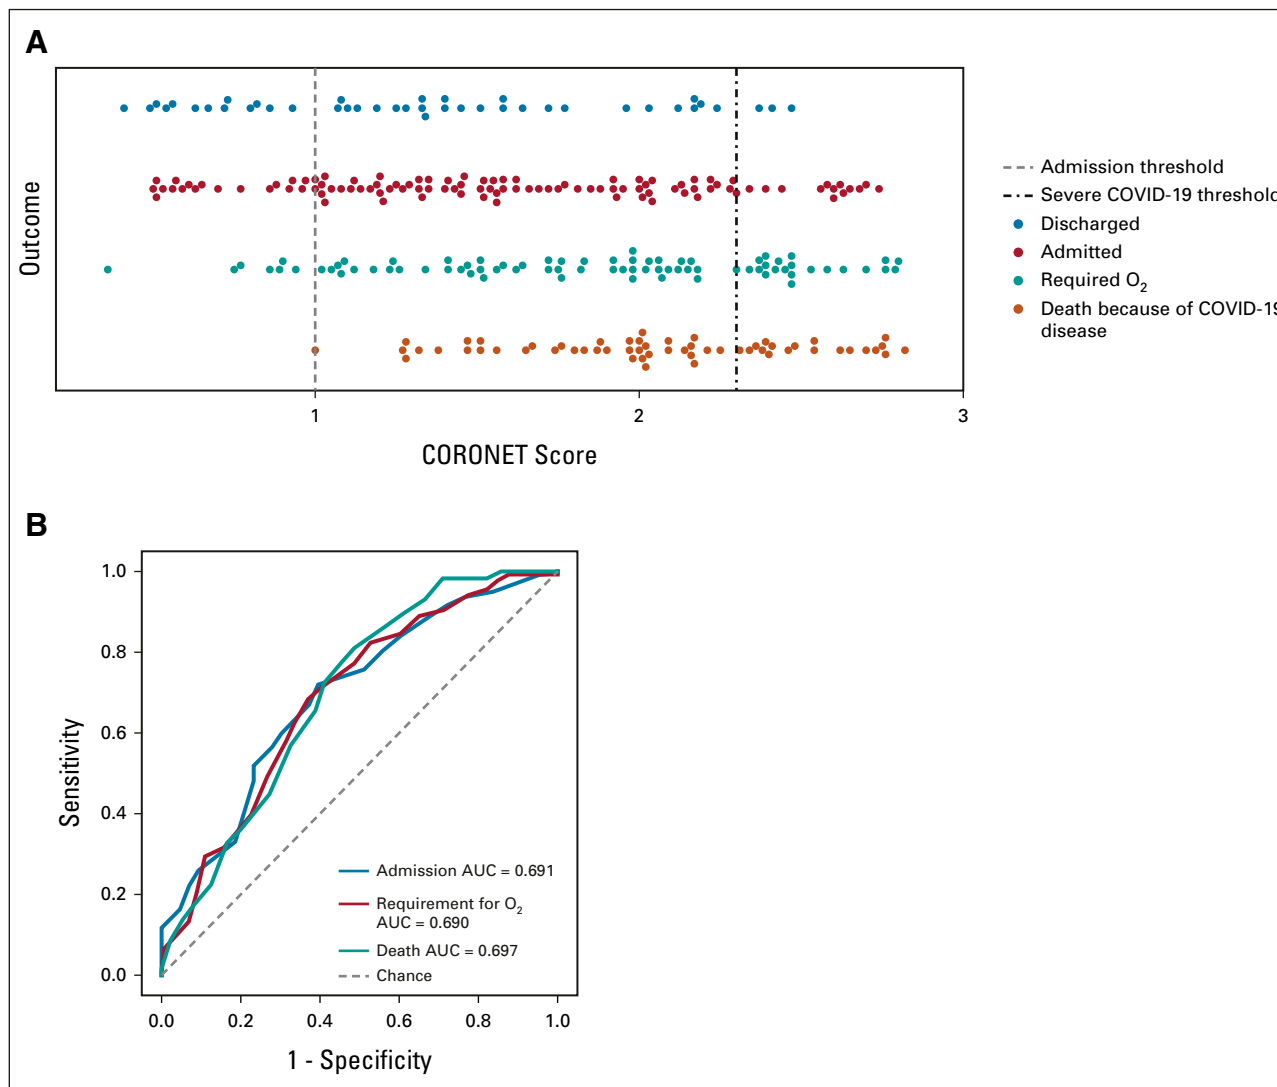 A
Outcome
1
2
3
CORONET Score
Admission threshold
Severe COVID-19 threshold
Discharged
Admitted
Required O₂
Death because of COVID-19
disease
B
Sensitivity
1.0
0.8
0.6
0.4
0.2
0.0
Admission AUC = 0.691
Requirement for O₂
AUC = 0.690
Death AUC = 0.697
Chance
0.0
0.2
0.4
0.6
0.8
1.0
1 - Specificity